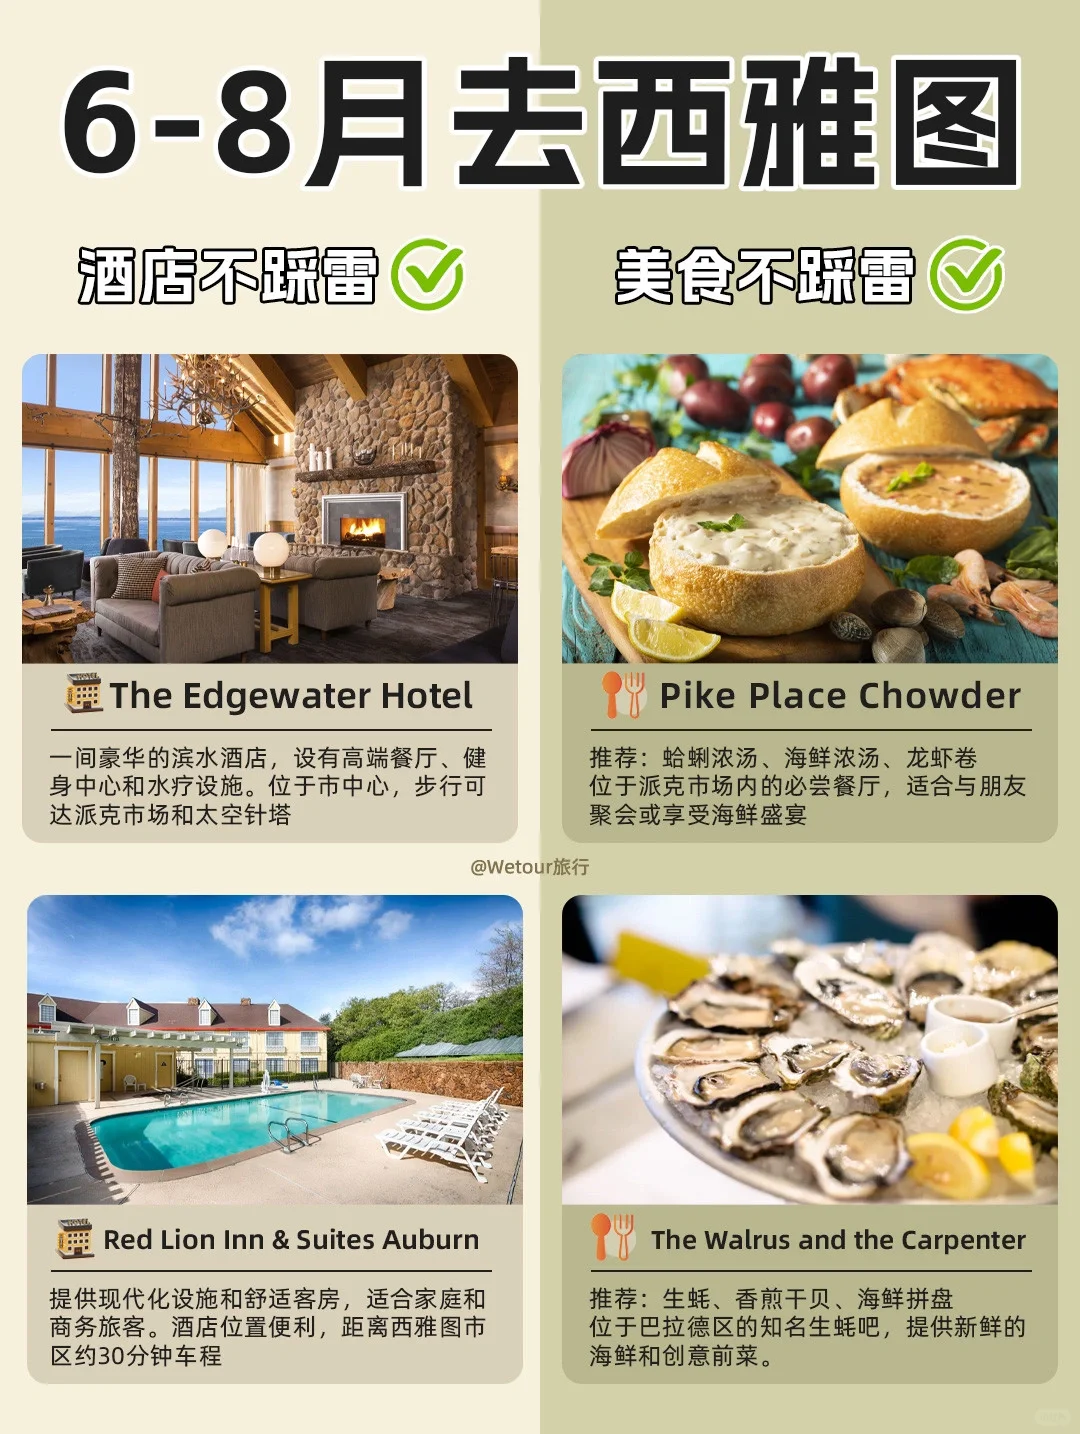 6-8月去西雅图
酒店不踩雷
美食不踩雷
The Edgewater Hotel
一间豪华的滨水酒店，设有高端餐厅、健
身中心和水疗设施。位于市中心，步行可
达派克市场和太空针塔
Pike Place Chowder
推荐：蛤蜊浓汤、海鲜浓汤、龙虾卷
位于派克市场内的必尝餐厅，适合与朋友
聚会或享受海鲜盛宴
@Wetour旅行
Red Lion Inn & Suites Auburn
提供现代化设施和舒适客房，适合家庭和
商务旅客。酒店位置便利，距离西雅图市
区约30分钟车程
The Walrus and the Carpenter
推荐：生蚝、香煎干贝、海鲜拼盘
位于巴拉德区的知名生蚝吧，提供新鲜的
海鲜和创意前菜。